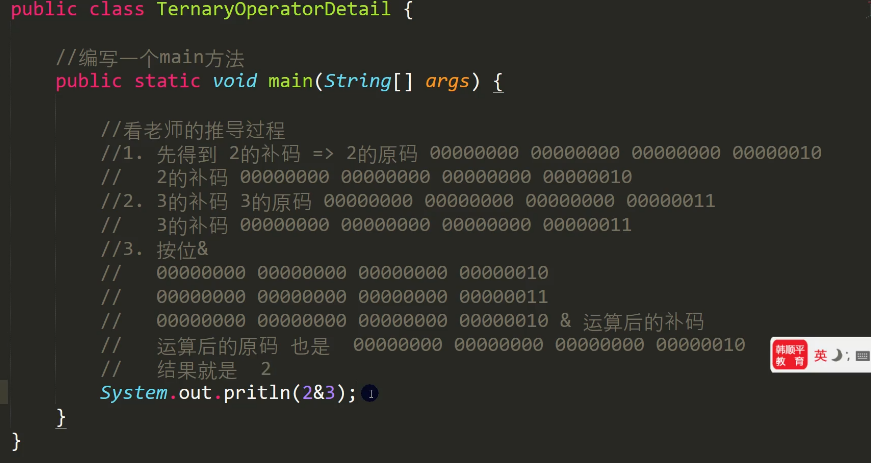 public class TernaryOperatorDetail {
//编写一个main方法
public static void main(String[] args) {
//看老师的推导过程
//1. 先得到 2的补码 => 2的原码 00000000 00000000 00000000 00000010
// 2的补码 00000000 00000000 00000000 00000010
//2. 3的补码 3的原码 00000000 00000000 00000000 00000011
// 3的补码 00000000 00000000 00000000 00000011
//3. 按位&
// 00000000 00000000 00000000 00000010
// 00000000 00000000 00000000 00000011
// 00000000 00000000 00000000 00000010 & 运算后的补码
// 运算后的原码 也是 00000000 00000000 00000000 00000010
// 结果就是 2
System.out.pritln(2&3);
}
}
韩顺平
教育
英